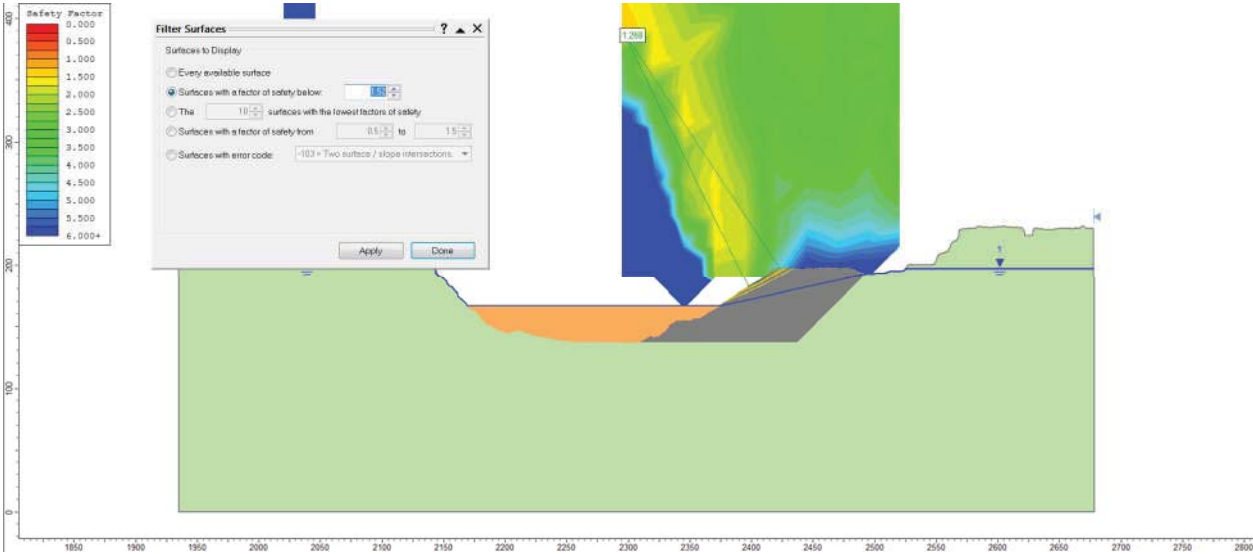 Safety Factor
0.000
0.500
1.000
1.500
2.000
2.500
3.000
3.500
4.000
4.500
5.000
5.500
6.000+
Filter Surfaces
Surfaces to Display
Every available surface
Surfaces with a factor of safety below: 1.52
The 10 surfaces with the lowest factors of safety
Surfaces with a factor of safety from 0.5 to 1.5
Surfaces with error code: -103 = Two surface / slope intersections.
Apply Done
1.268
1
400
300
200
100
0
1850 1900 1950 2000 2050 2100 2150 2200 2250 2300 2350 2400 2450 2500 2550 2600 2650 2700 2750 2800